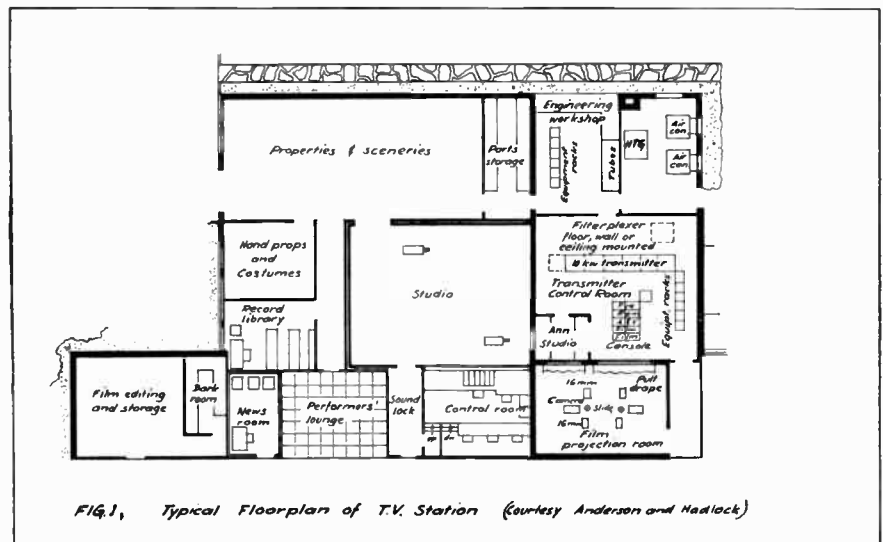 Properties & sceneries
Parts
storage
Engineering
workshop
Equipment racks
Tubes
HTG
Air
con
Air
con
Hand props
and
Costumes
Record
library
Studio
Filterplexer
floor, wall or
ceiling mounted
10 kw transmitter
Transmitter
Control Room
Equipt. racks
Ann
Studio
Console
Film editing
and storage
Dark
room
News
room
Performers'
lounge
Sound
lock
Control room
up
dn
16mm
Pull
drape
Camera
Slide
16mm
Film
projection room
FIG.1, Typical Floorplan of T.V. Station (Courtesy Anderson and Hadlock)